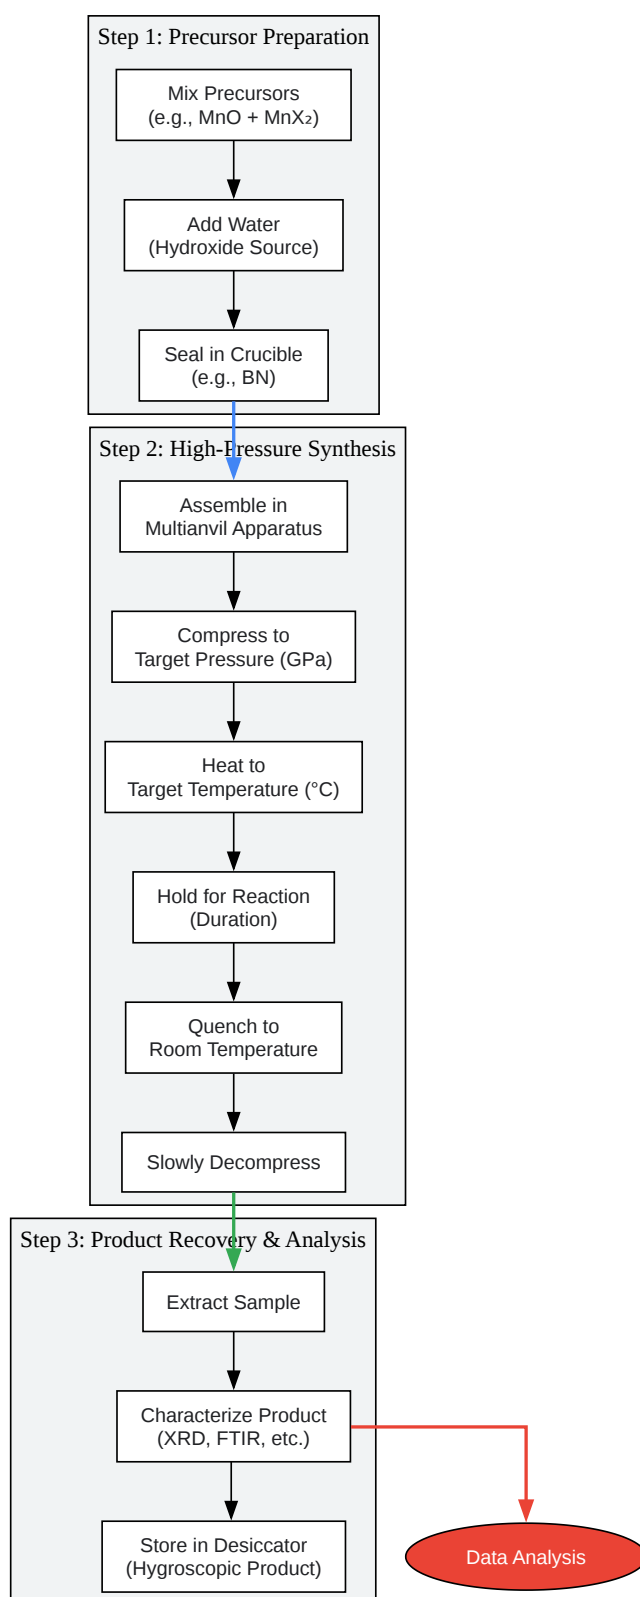 Step 1: Precursor Preparation
Mix Precursors
(e.g., MnO + MnX₂)
Add Water
(Hydroxide Source)
Seal in Crucible
(e.g., BN)
Step 2: High-Pressure Synthesis
Assemble in
Multianvil Apparatus
Compress to
Target Pressure (GPa)
Heat to
Target Temperature (°C)
Hold for Reaction
(Duration)
Quench to
Room Temperature
Slowly Decompress
Step 3: Product Recovery & Analysis
Extract Sample
Characterize Product
(XRD, FTIR, etc.)
Store in Desiccator
(Hygroscopic Product)
Data Analysis